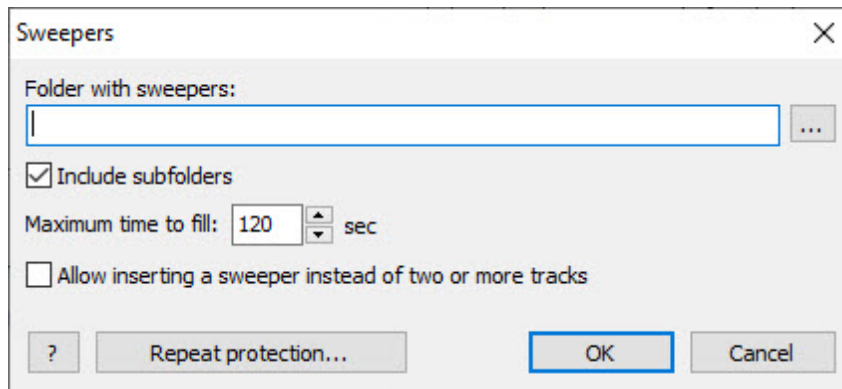 Sweepers
Folder with sweepers:
...
Include subfolders
Maximum time to fill: 120 sec
Allow inserting a sweeper instead of two or more tracks
? Repeat protection... OK Cancel